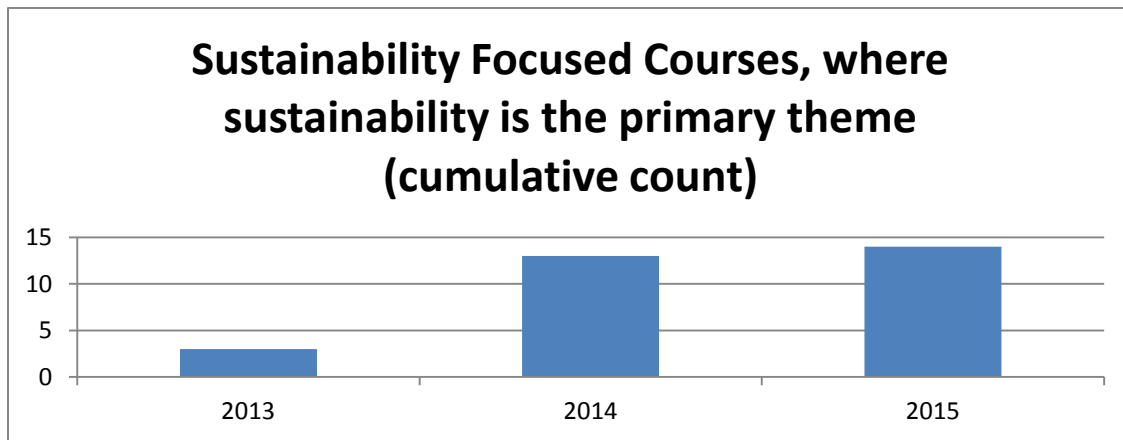 Sustainability Focused Courses, where
sustainability is the primary theme
(cumulative count)
15
10
5
0
2013 2014 2015